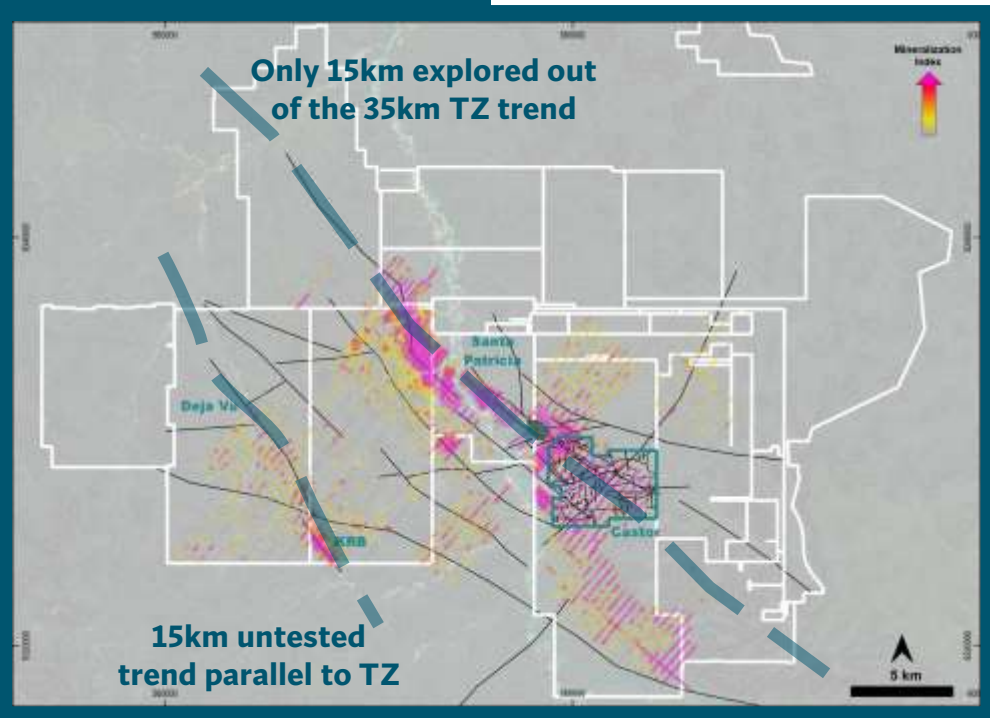 Only 15km explored out
of the 35km TZ trend
Mineralization
Index
Santa
Patricia
Deja Vu
Castor
KRB
15km untested
trend parallel to TZ
5 km